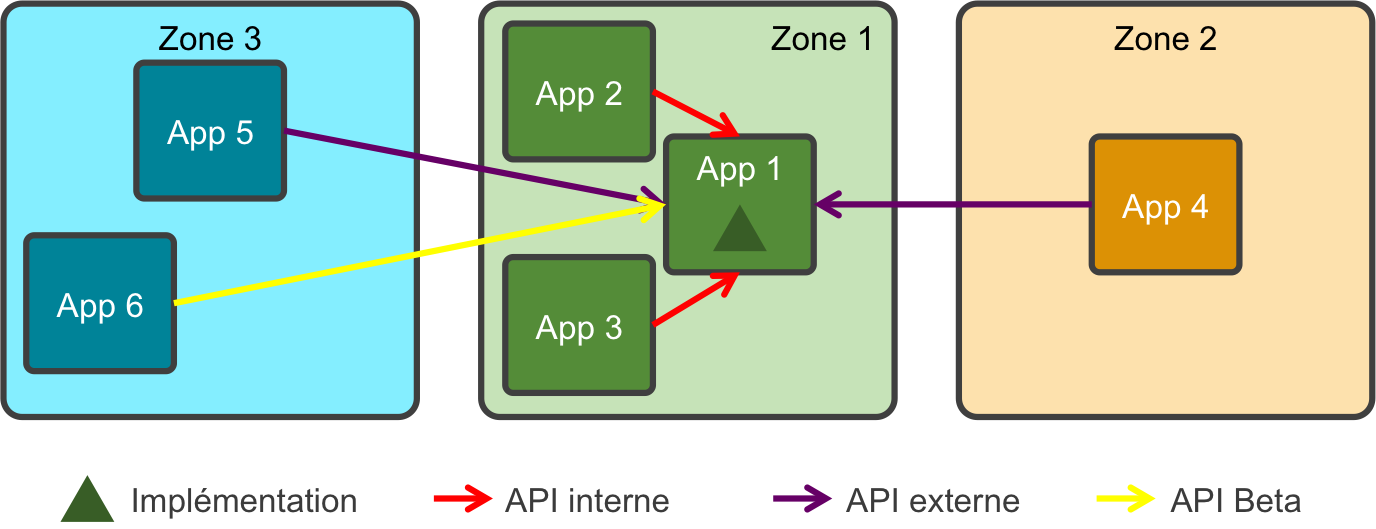 Zone 3
App 5
App 6
Zone 1
App 2
App 1
App 3
Zone 2
App 4
Implémentation
API interne
API externe
API Beta